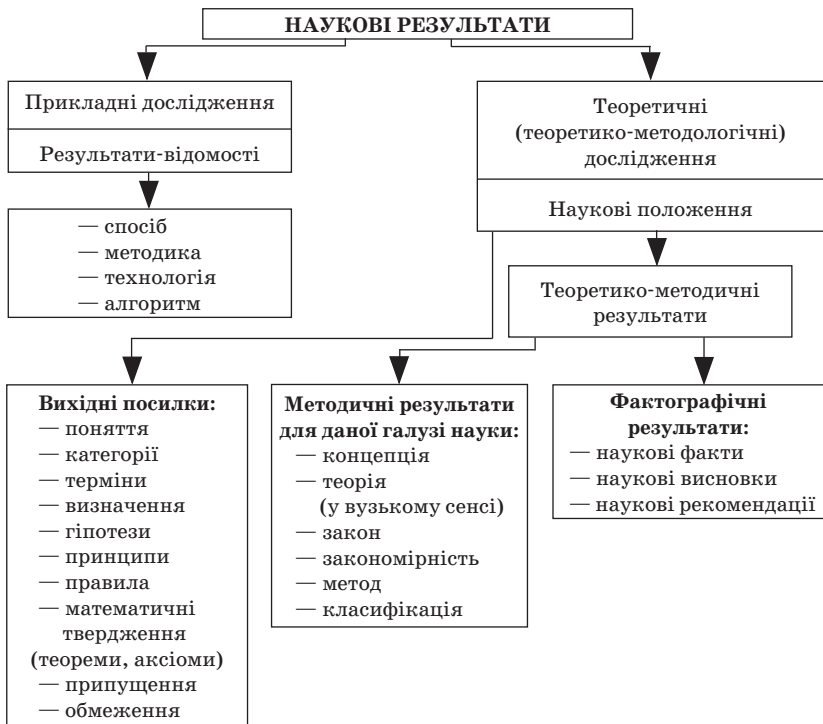 НАУКОВІ РЕЗУЛЬТАТИ
Прикладні дослідження
Результати-відомості
— спосіб
— методика
— технологія
— алгоритм
Теоретичні
(теоретико-методологічні)
дослідження
Наукові положення
Теоретико-методичні
результати
Вихідні посилки:
— поняття
— категорії
— терміни
— визначення
— гіпотези
— принципи
— правила
— математичні
твердження
(теореми, аксіоми)
— припущення
— обмеження
Методичні результати
для даної галузі науки:
— концепція
— теорія
(у вузькому сенсі)
— закон
— закономірність
— метод
— класифікація
Фактографічні
результати:
— наукові факти
— наукові висновки
— наукові рекомендації